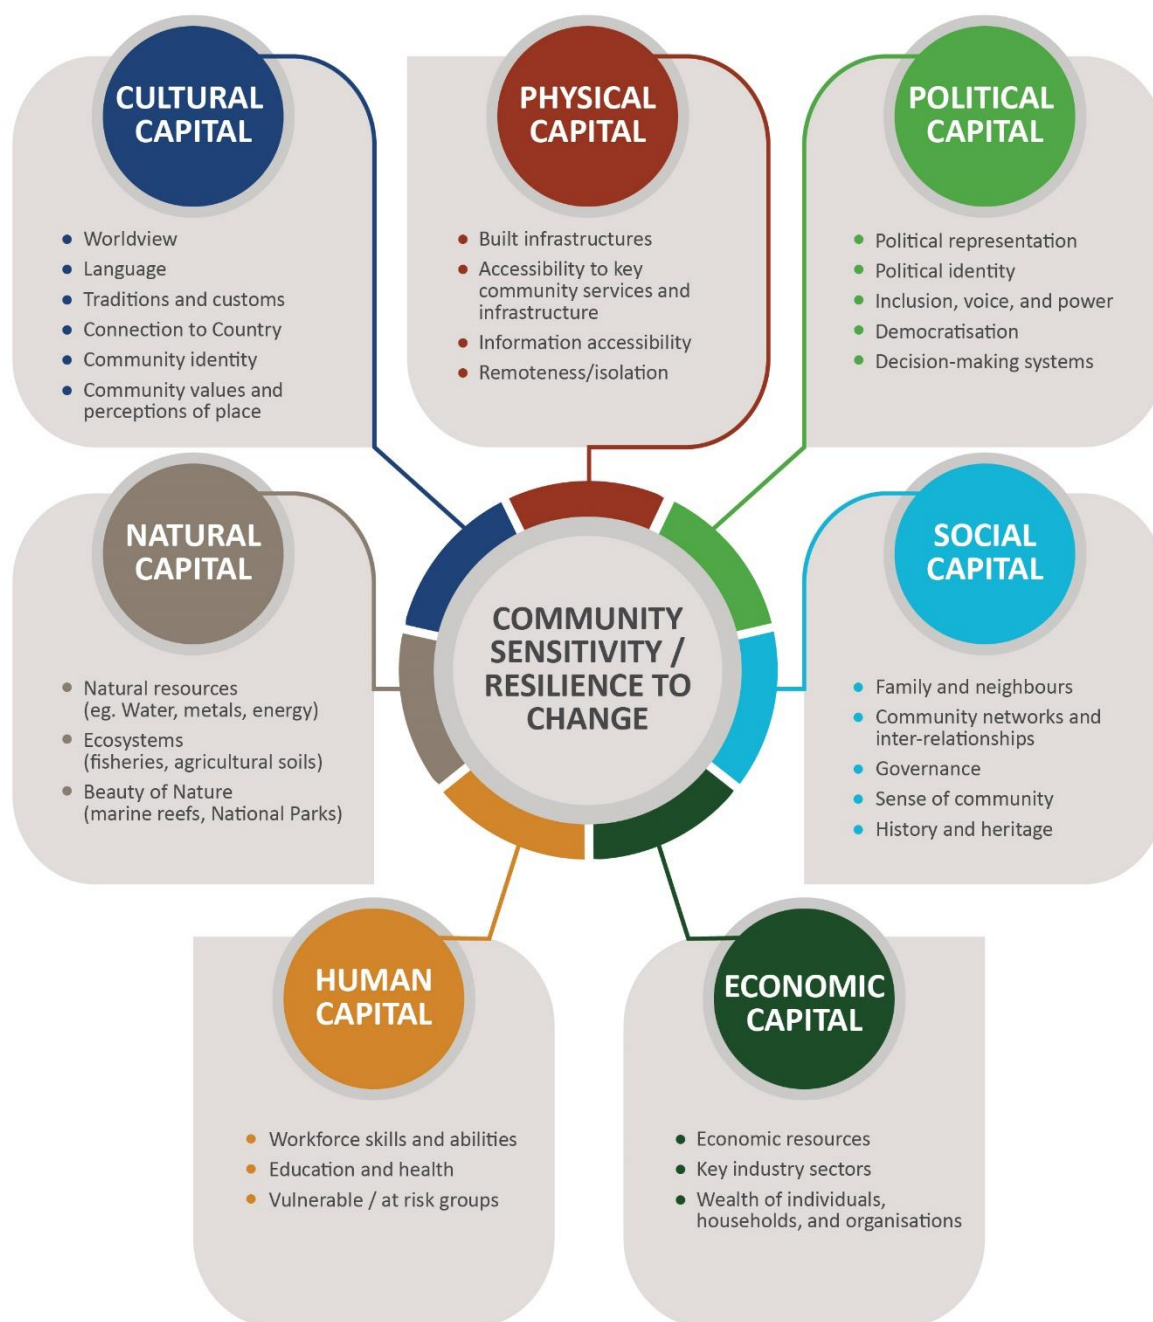 CULTURAL
CAPITAL
Worldview
Language
Traditions and customs
Connection to Country
Community identity
Community values and
perceptions of place
PHYSICAL
CAPITAL
Built infrastructures
Accessibility to key
community services and
infrastructure
Information accessibility
Remoteness/isolation
POLITICAL
CAPITAL
Political representation
Political identity
Inclusion, voice, and power
Democratisation
Decision-making systems
NATURAL
CAPITAL
Natural resources
(eg. Water, metals, energy)
Ecosystems
(fisheries, agricultural soils)
Beauty of Nature
(marine reefs, National Parks)
COMMUNITY
SENSITIVITY /
RESILIENCE TO
CHANGE
SOCIAL
CAPITAL
Family and neighbours
Community networks and
inter-relationships
Governance
Sense of community
History and heritage
HUMAN
CAPITAL
Workforce skills and abilities
Education and health
Vulnerable / at risk groups
ECONOMIC
CAPITAL
Economic resources
Key industry sectors
Wealth of individuals,
households, and organisations